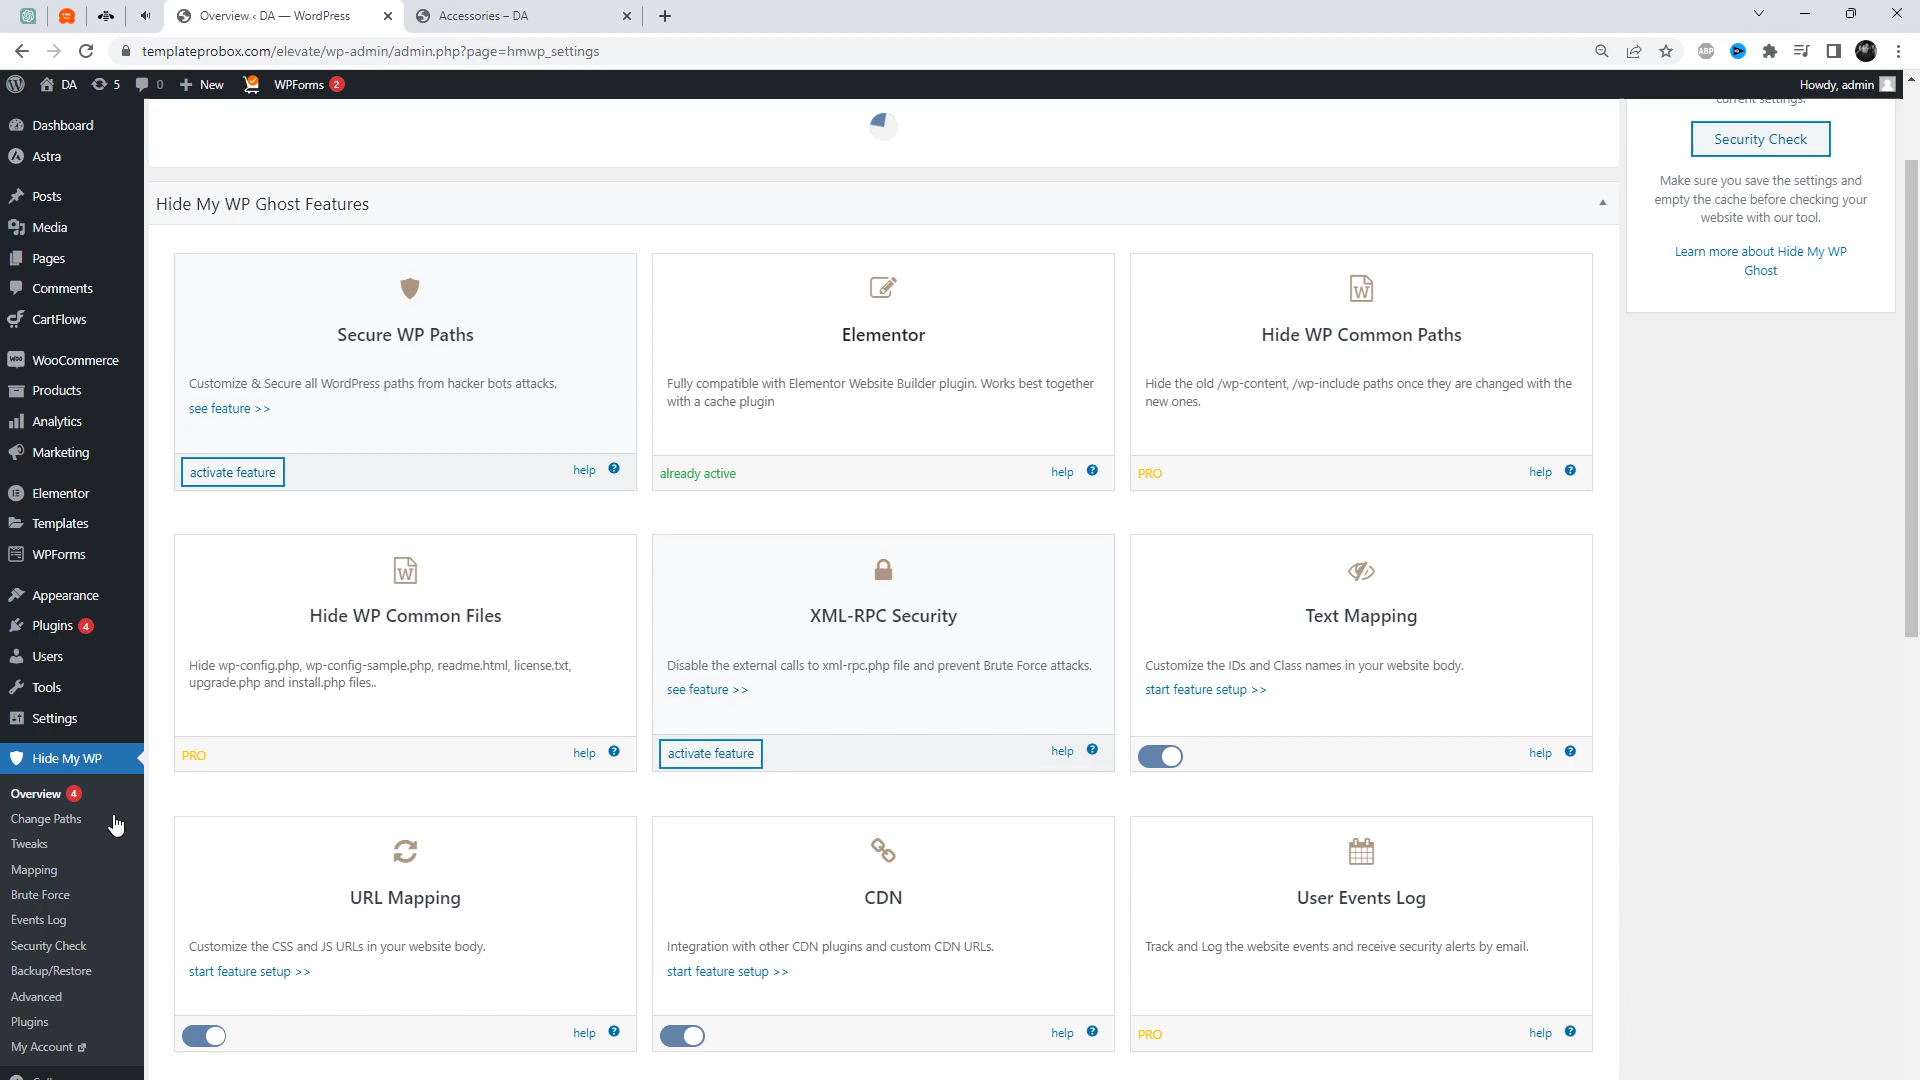 Overview ‹ DA — WordPress
Accessories – DA
templateprobox.com/elevate/wp-admin/admin.php?page=hmwp_settings
ABP
DA
5
0
New
WPForms 2
Howdy, admin
Dashboard
Astra
Posts
Media
Pages
Comments
CartFlows
WooCommerce
Products
Analytics
Marketing
Elementor
Templates
WPForms
Appearance
Plugins 4
Users
Tools
Settings
Hide My WP
Overview 4
Change Paths
Tweaks
Mapping
Brute Force
Events Log
Security Check
Backup/Restore
Advanced
Plugins
My Account
Hide My WP Ghost Features
Secure WP Paths
Customize & Secure all WordPress paths from hacker bots attacks.
see feature >>
activate feature
help
Elementor
Fully compatible with Elementor Website Builder plugin. Works best together
with a cache plugin
already active
help
Hide WP Common Paths
Hide the old /wp-content, /wp-include paths once they are changed with the
new ones.
PRO
help
Hide WP Common Files
Hide wp-config.php, wp-config-sample.php, readme.html, license.txt,
upgrade.php and install.php files..
PRO
help
XML-RPC Security
Disable the external calls to xml-rpc.php file and prevent Brute Force attacks.
see feature >>
activate feature
help
Text Mapping
Customize the IDs and Class names in your website body.
start feature setup >>
help
URL Mapping
Customize the CSS and JS URLs in your website body.
start feature setup >>
help
CDN
Integration with other CDN plugins and custom CDN URLs.
start feature setup >>
help
User Events Log
Track and Log the website events and receive security alerts by email.
PRO
help
current settings.
Security Check
Make sure you save the settings and
empty the cache before checking your
website with our tool.
Learn more about Hide My WP
Ghost